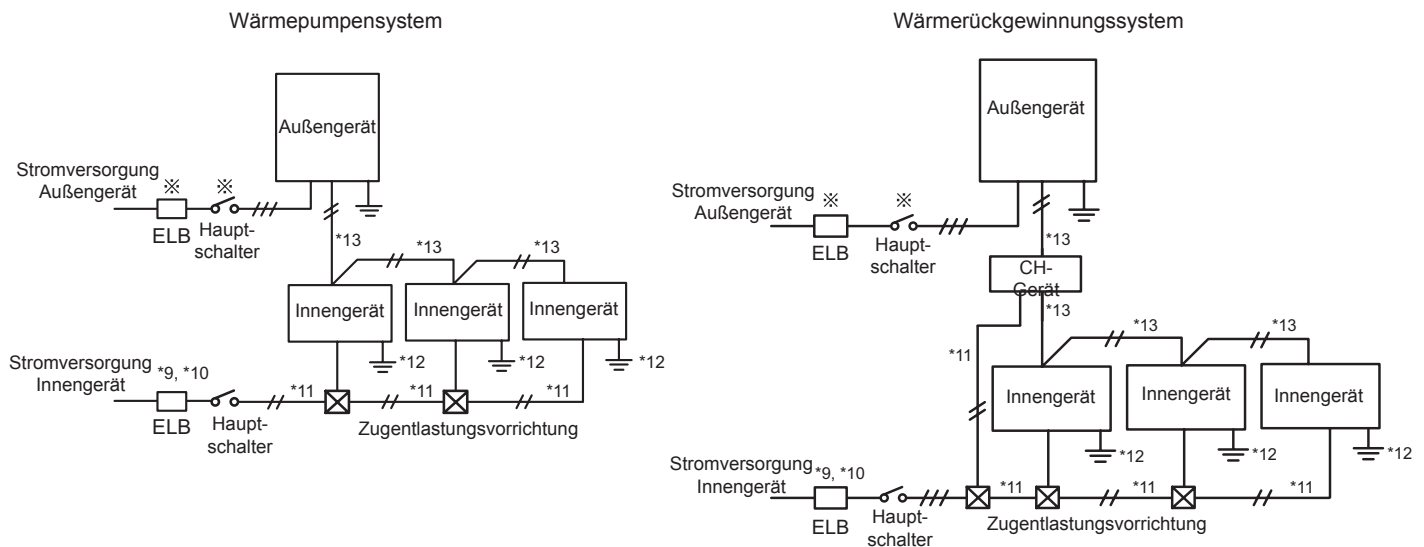 Wärmepumpensystem
Außengerät
Stromversorgung
Außengerät
※
※
ELB
Haupt-
schalter
*13
*13
*13
Innengerät
Innengerät
Innengerät
*12
*12
*12
Stromversorgung
Innengerät
*9, *10
ELB
Haupt-
schalter
*11
*11
*11
Zugentlastungsvorrichtung
Wärmerückgewinnungssystem
Außengerät
Stromversorgung
Außengerät
※
※
ELB
Haupt-
schalter
*13
CH-
Gerät
*13
*13
*13
*11
Innengerät
Innengerät
Innengerät
*12
*12
*12
Stromversorgung
Innengerät
*9, *10
ELB
Haupt-
schalter
*11
*11
*11
Zugentlastungsvorrichtung